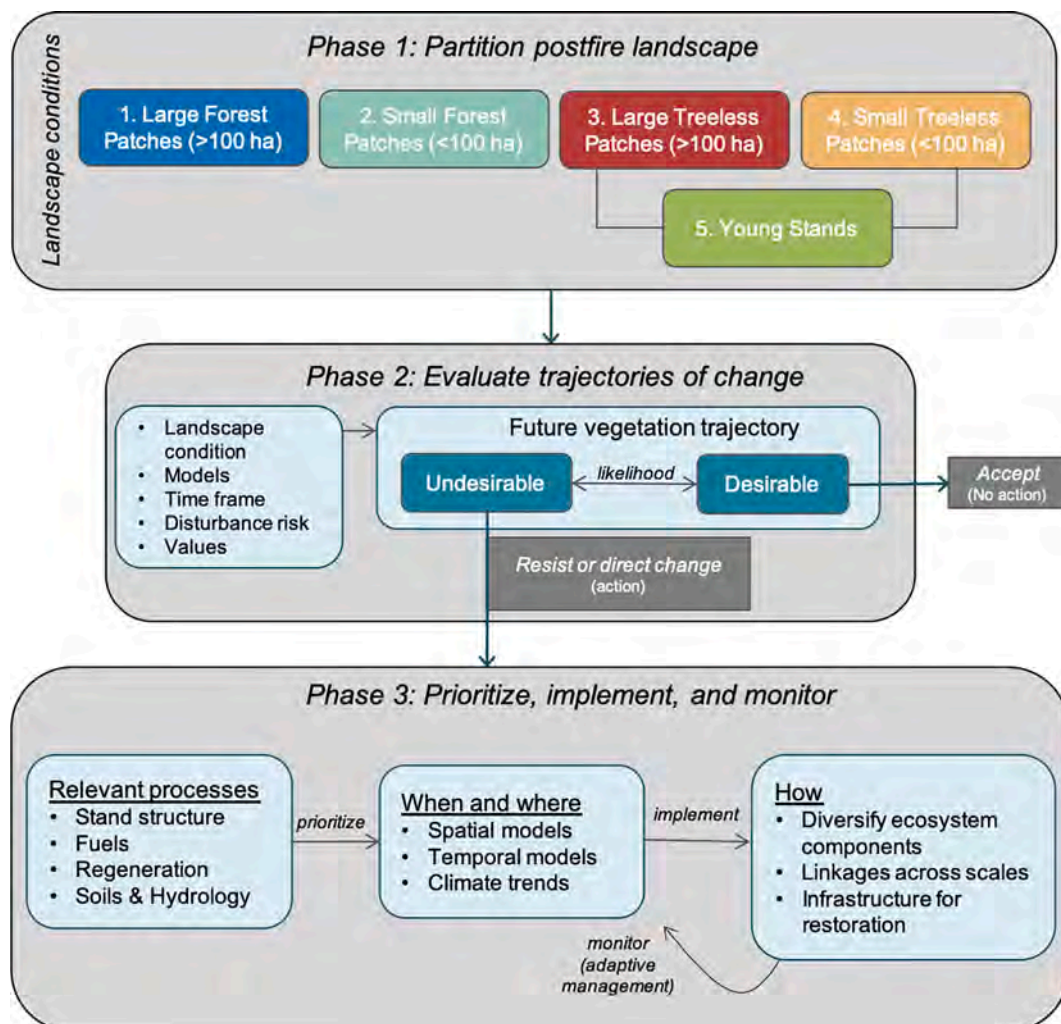 Phase 1: Partition postfire landscape
Landscape conditions
1. Large Forest
Patches (>100 ha)
2. Small Forest
Patches (<100 ha)
3. Large Treeless
Patches (>100 ha)
4. Small Treeless
Patches (<100 ha)
5. Young Stands
Phase 2: Evaluate trajectories of change
• Landscape
condition
• Models
• Time frame
• Disturbance risk
• Values
Future vegetation trajectory
Undesirable
likelihood
Desirable
Accept
(No action)
Resist or direct change
(action)
Phase 3: Prioritize, implement, and monitor
Relevant processes
• Stand structure
• Fuels
• Regeneration
• Soils & Hydrology
prioritize
When and where
• Spatial models
• Temporal models
• Climate trends
implement
How
• Diversify ecosystem
components
• Linkages across scales
• Infrastructure for
restoration
monitor
(adaptive
management)